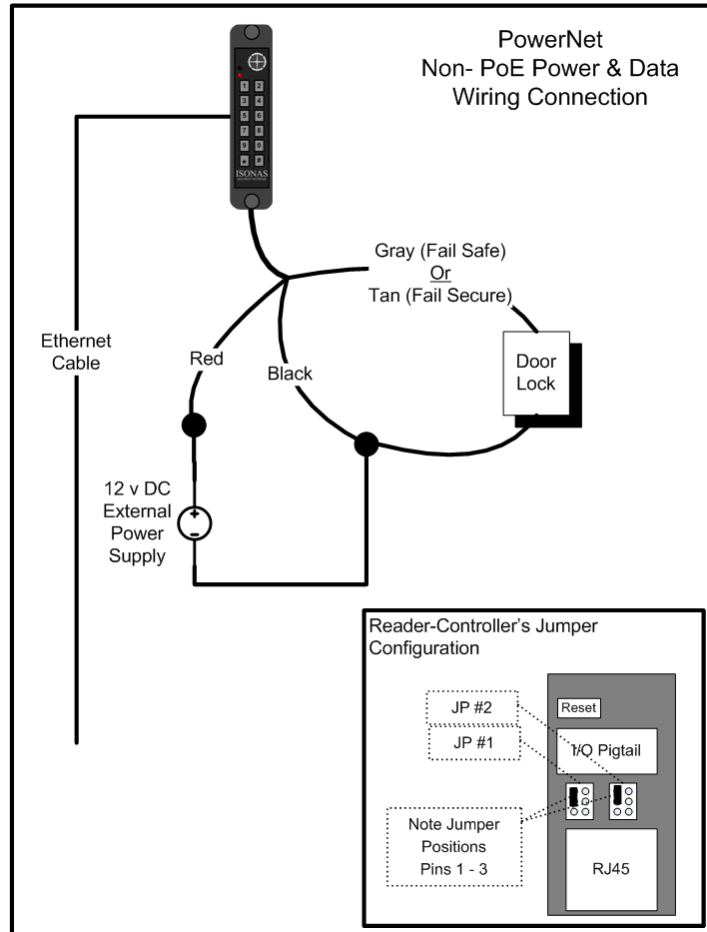 PowerNet
Non- PoE Power & Data
Wiring Connection
1 2
3 4
5 6
7 8
9 0
* #
ISONAS
Gray (Fail Safe)
Or
Tan (Fail Secure)
Ethernet
Cable
Red
Black
Door
Lock
12 v DC
External
Power
Supply
+
-
Reader-Controller's Jumper
Configuration
JP #2
JP #1
Reset
I/O Pigtail
Note Jumper
Positions
Pins 1 - 3
RJ45